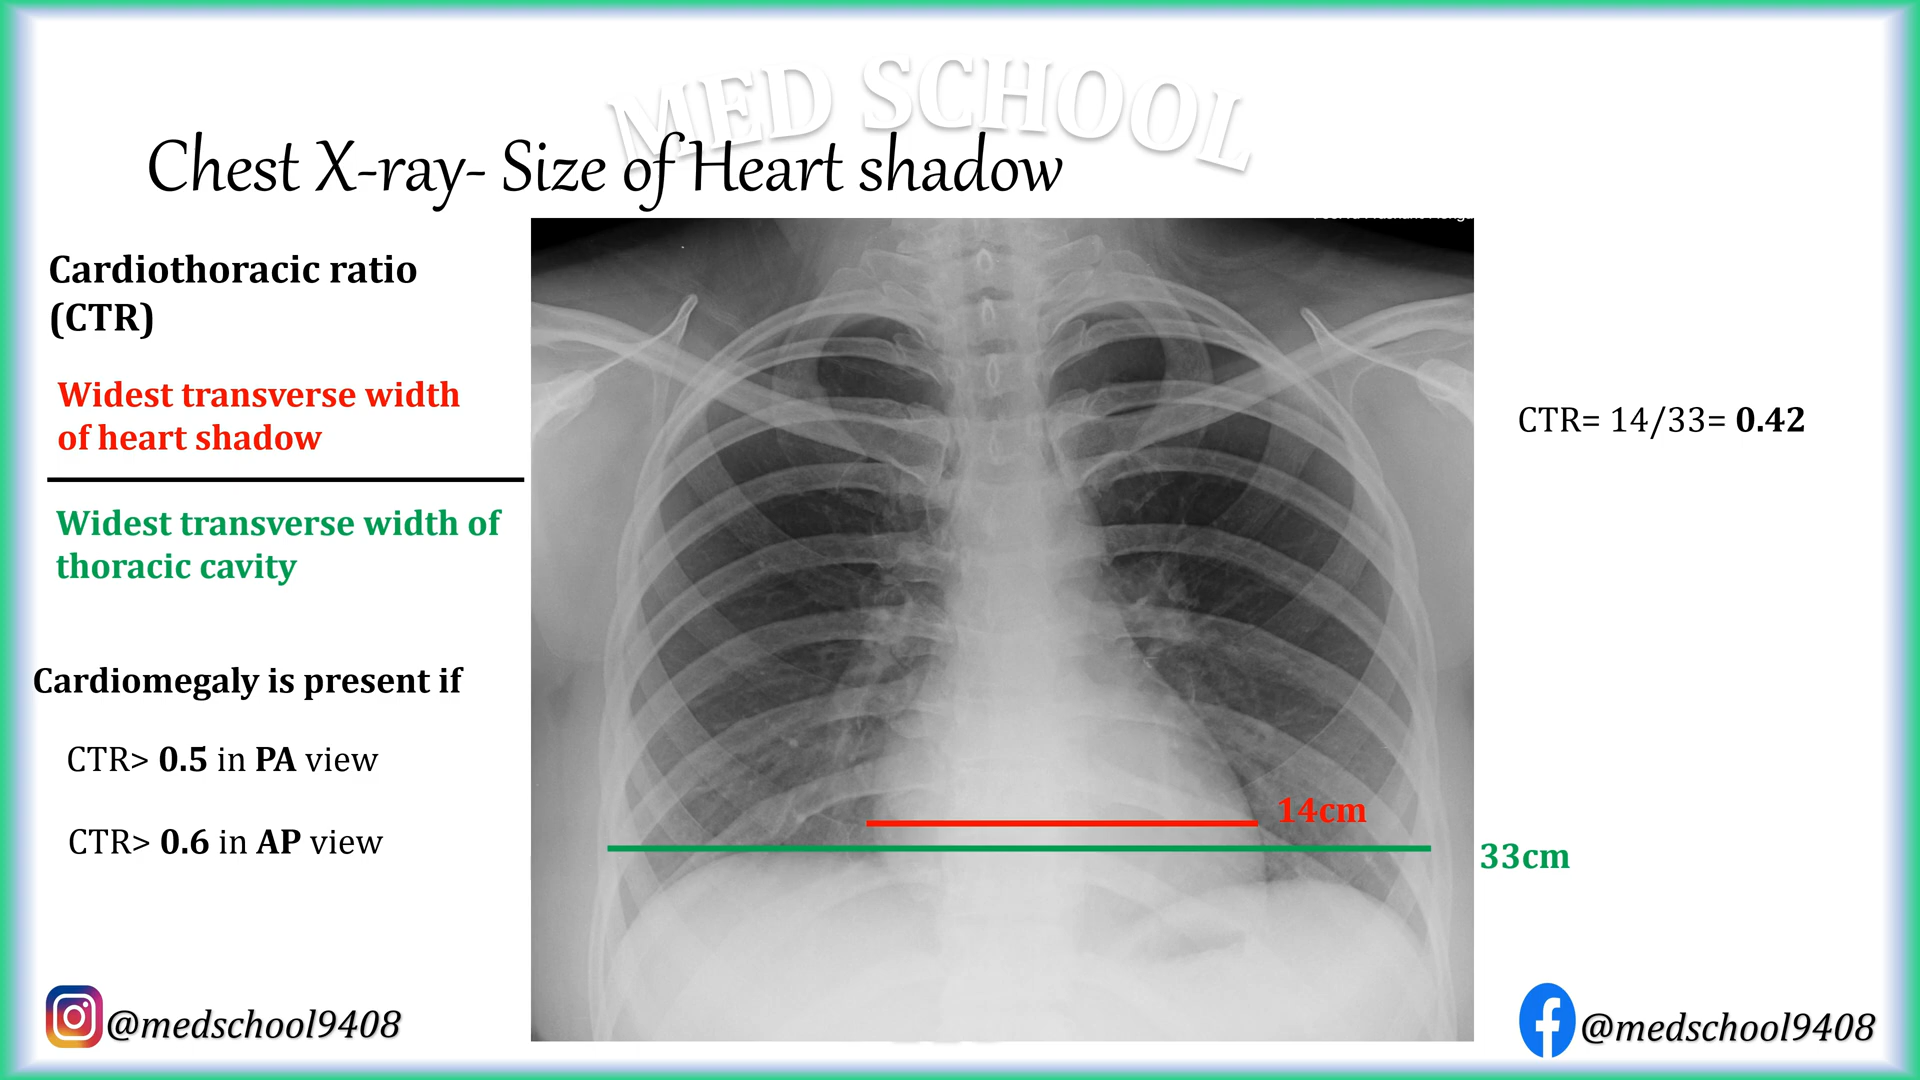 MED SCHOOL
Chest X-ray- Size of Heart shadow
Cardiothoracic ratio
(CTR)
Widest transverse width
of heart shadow
Widest transverse width of
thoracic cavity
Cardiomegaly is present if
CTR> 0.5 in PA view
CTR> 0.6 in AP view
CTR= 14/33= 0.42
14cm
33cm
@medschool9408
@medschool9408